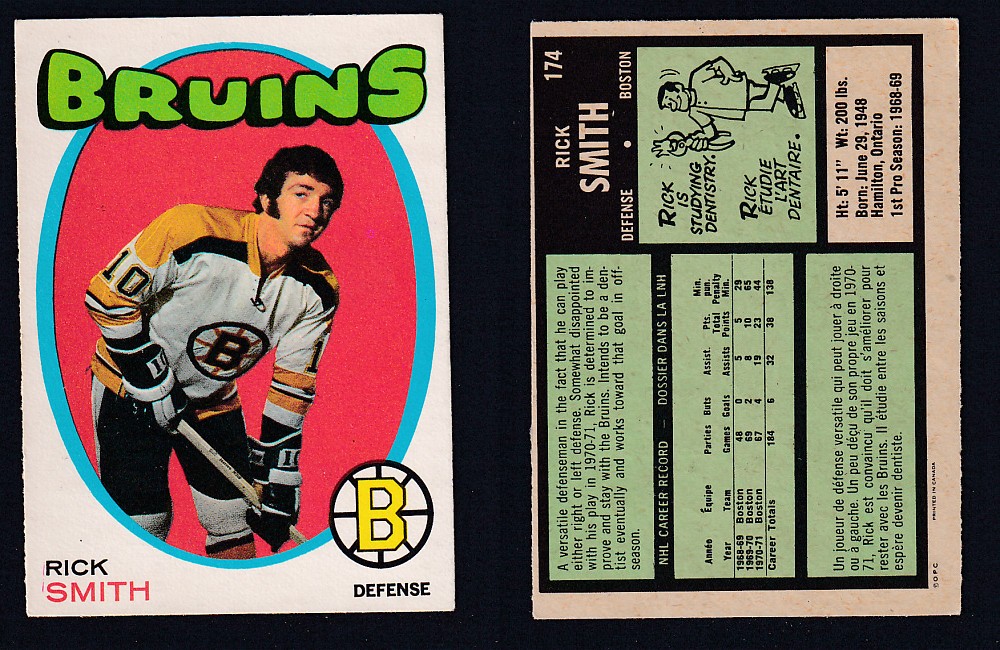 BRUINS
10
1
10
10
B
B
RICK
SMITH
DEFENSE
174
RICK
SMITH
DEFENSE • BOSTON
RICK
IS
STUDYING
DENTISTRY.
RICK
ÉTUDIE
L'ART
DENTAIRE.
Ht: 5' 11" Wt: 200 lbs.
Born: June 29, 1948
Hamilton, Ontario
1st Pro Season: 1968-69
A versatile defenseman in the fact that he can play
either right or left defense. Somewhat disappointed
with his play in 1970-71, Rick is determined to im-
prove and stay with the Bruins. Intends to be a den-
tist eventually and works toward that goal in off-
season.
NHL CAREER RECORD — DOSSIER DANS LA LNH
Min.
Pts. pun.
Année Équipe Parties Buts Assist. Total Penalty
Year Team Games Goals Assists Points Min.
1968-69 Boston 48 0 5 5 29
1969-70 Boston 69 2 8 10 65
1970-71 Boston 67 4 19 23 44
Career Totals 184 6 32 38 138
Un joueur de défense versatile qui peut jouer à droite
ou à gauche. Un peu déçu de son propre jeu en 1970-
71, Rick est convaincu qu'il doit s'améliorer pour
rester avec les Bruins. Il étudie entre les saisons et
espère devenir dentiste.
© O.P.C. PRINTED IN CANADA